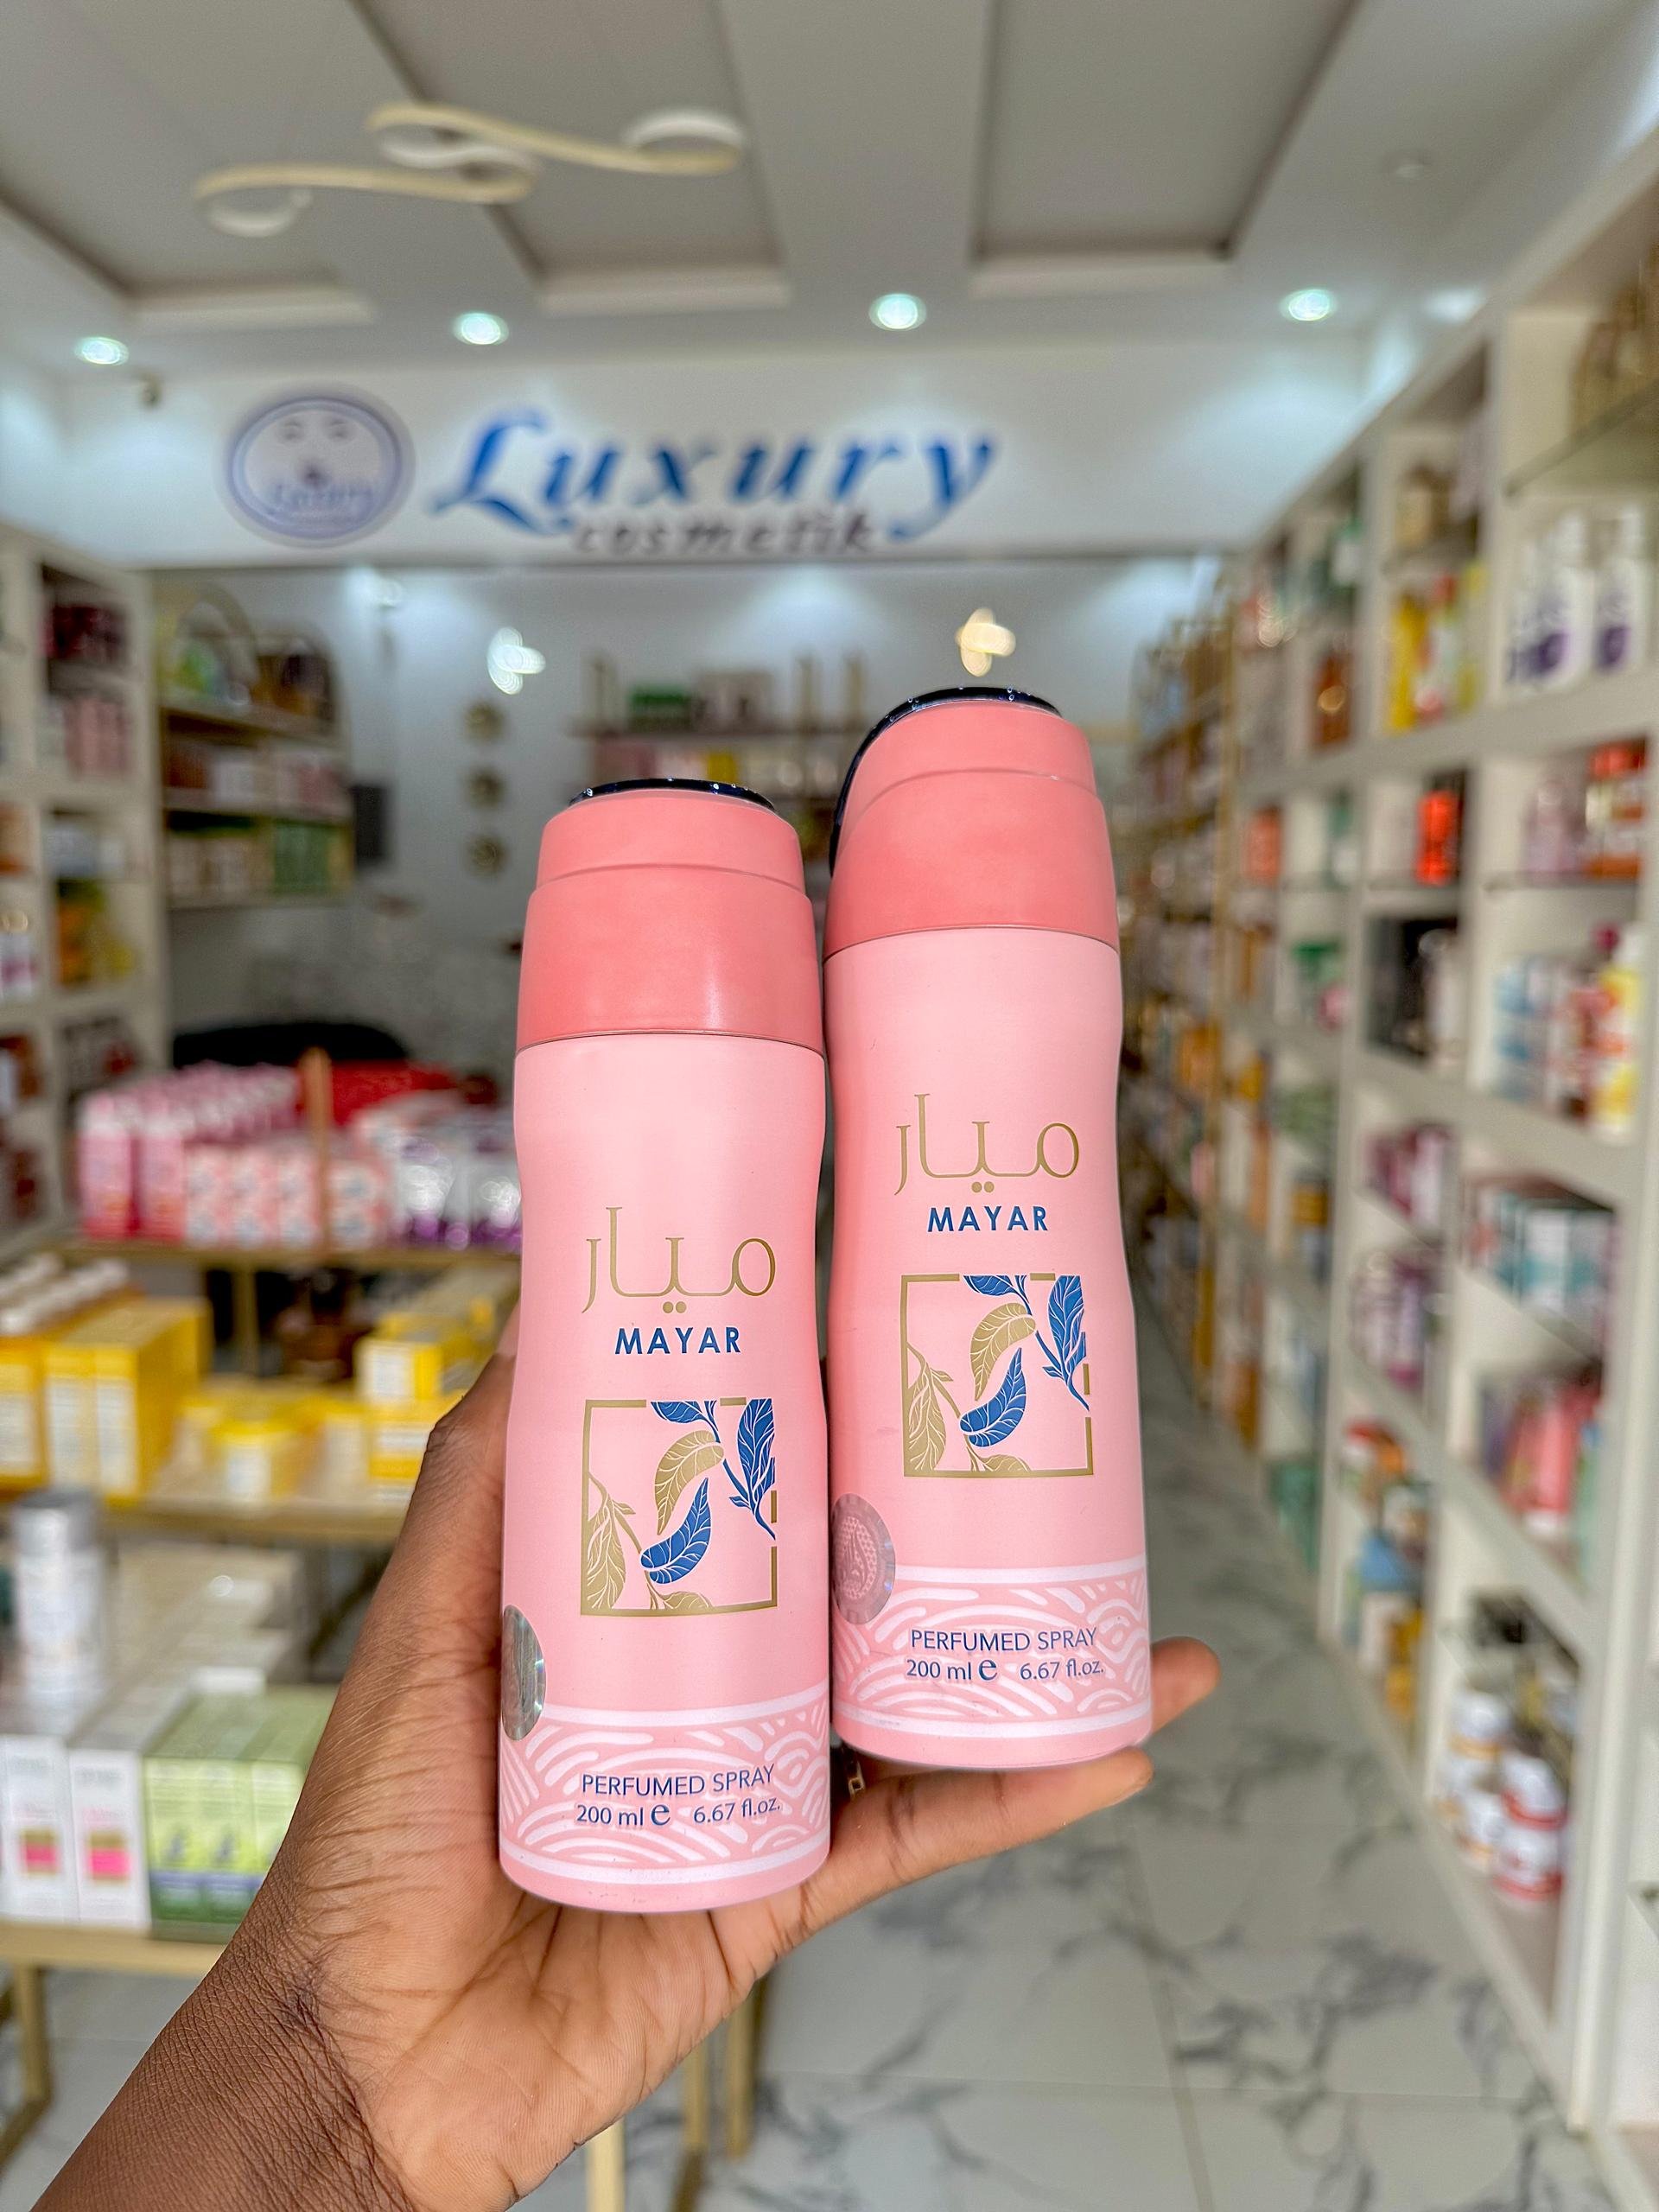 Luxury
cosmetik
ميار
MAYAR
PERFUMED SPRAY
200 ml e 6.67 fl.oz.
ميار
MAYAR
PERFUMED SPRAY
200 ml e 6.67 fl.oz.